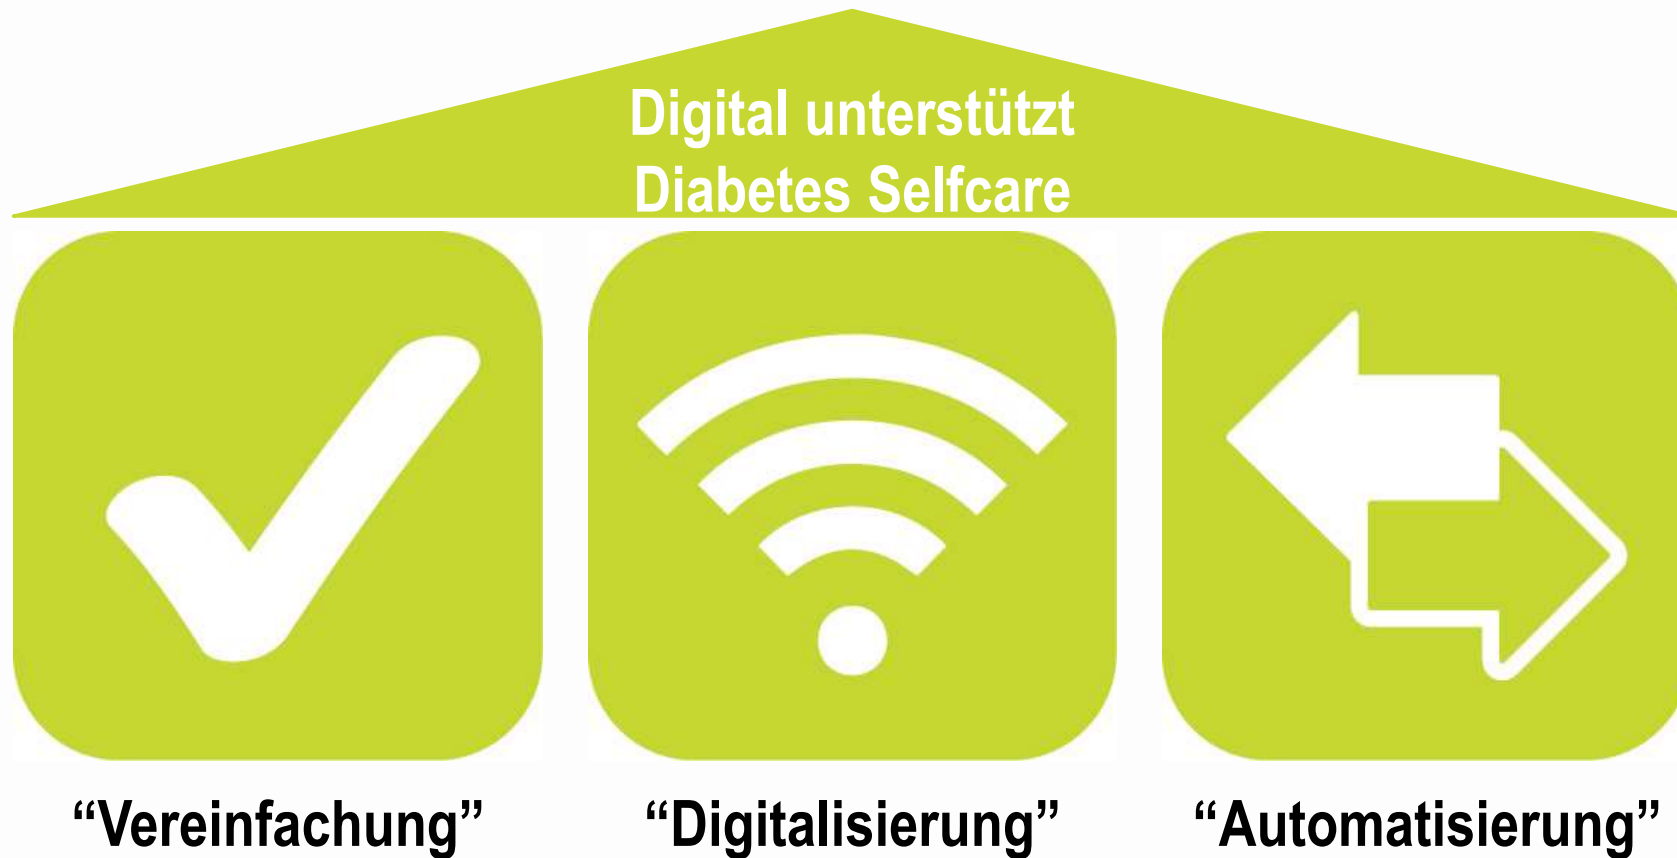 Digital unterstützt
Diabetes Selfcare
“Vereinfachung”
“Digitalisierung”
“Automatisierung”